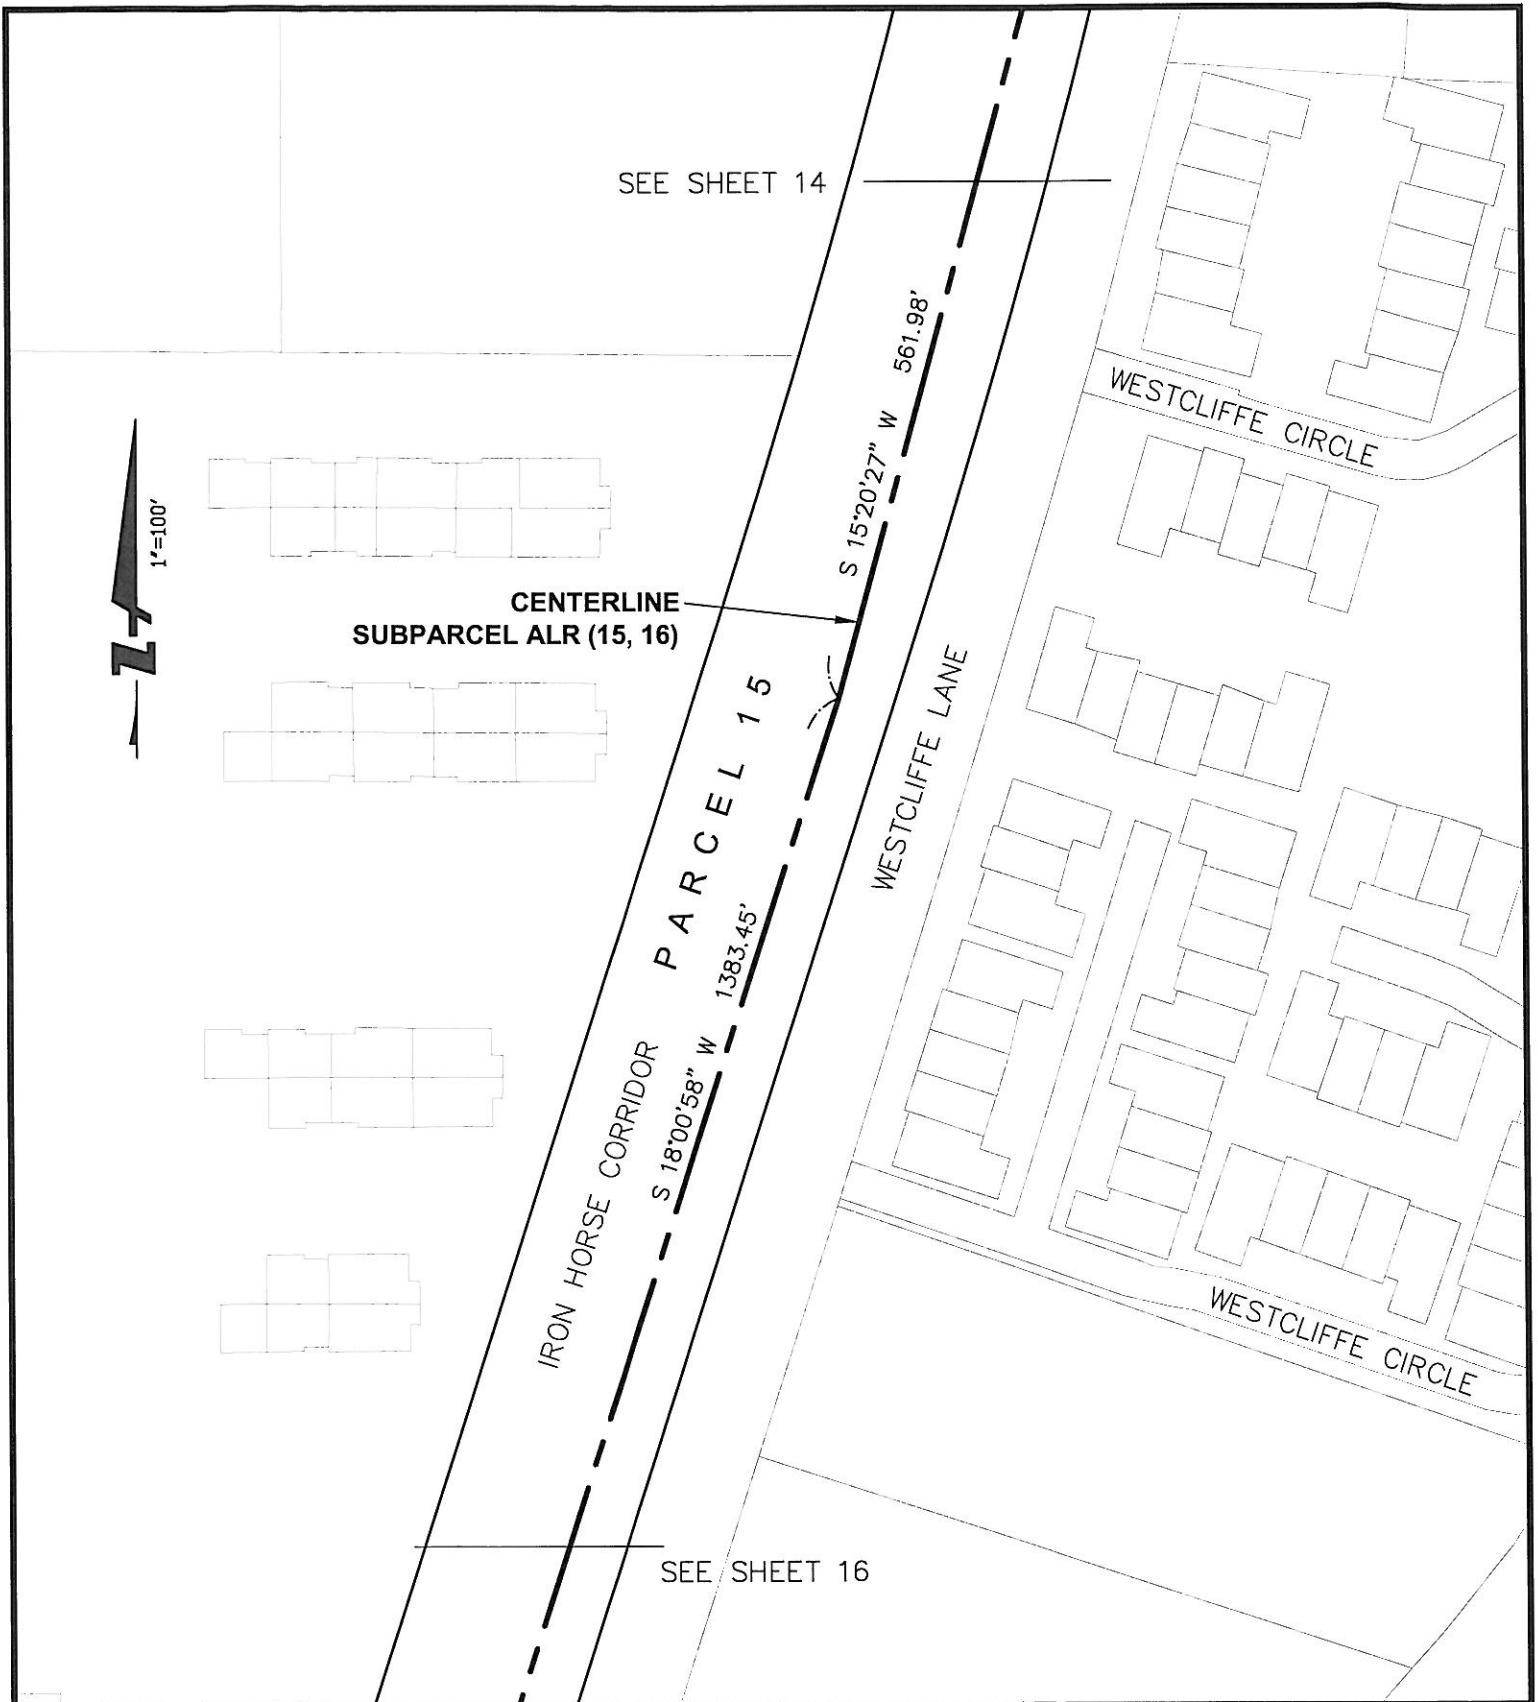 SEE SHEET 14
WESTCLIFFE CIRCLE
S 15°20'27" W 561.98'
1"=100'
N
CENTERLINE
SUBPARCEL ALR (15, 16)
WESTCLIFFE LANE
PARCEL 15
S 18°00'58" W 1383.45'
IRON HORSE CORRIDOR
WESTCLIFFE CIRCLE
SEE SHEET 16